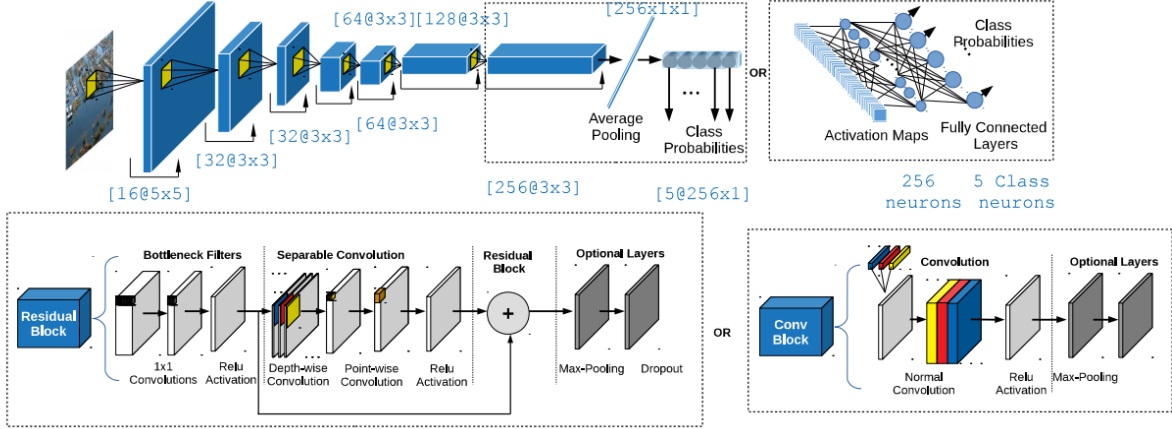 [64@3x3]
[128@3x3]
[256x1x1]
[16@5x5]
[32@3x3]
[32@3x3]
[64@3x3]
[256@3x3]
Average
Pooling
...
Class
Probabilities
[5@256x1]
OR
Class
Probabilities
Activation Maps
Fully Connected
Layers
256
neurons
5 Class
neurons
Residual
Block
Bottleneck Filters
1x1
Convolutions
Relu
Activation
Separable Convolution
Depth-wise
Convolution
Point-wise
Convolution
Relu
Activation
Residual
Block
+
Optional Layers
Max-Pooling
Dropout
OR
Conv
Block
Convolution
Normal
Convolution
Relu
Activation
Optional Layers
Max-Pooling